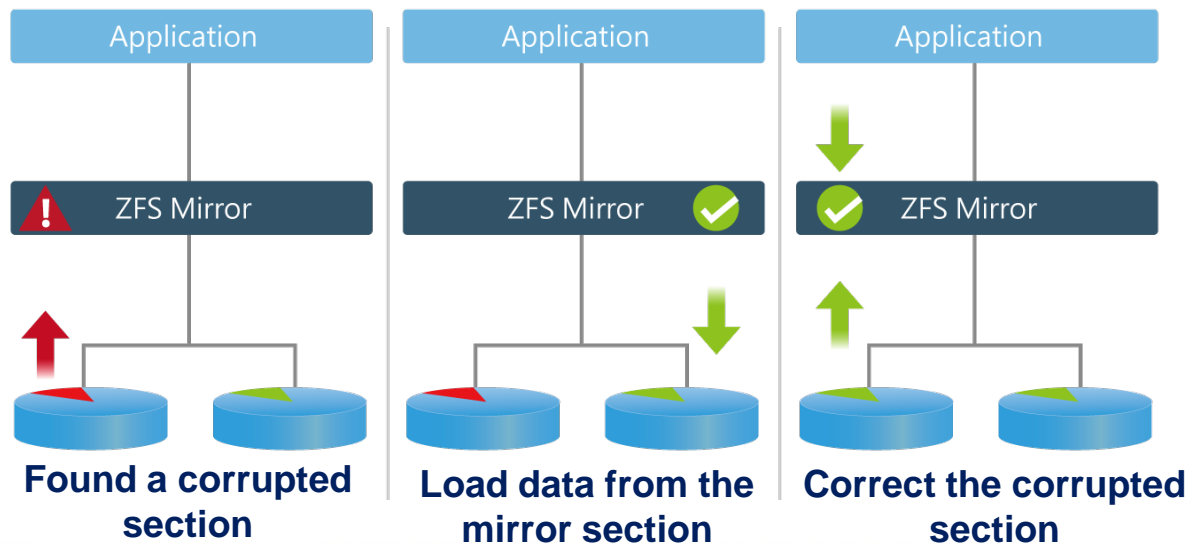 Application
ZFS Mirror
Found a corrupted
section
Application
ZFS Mirror
Load data from the
mirror section
Application
ZFS Mirror
Correct the corrupted
section